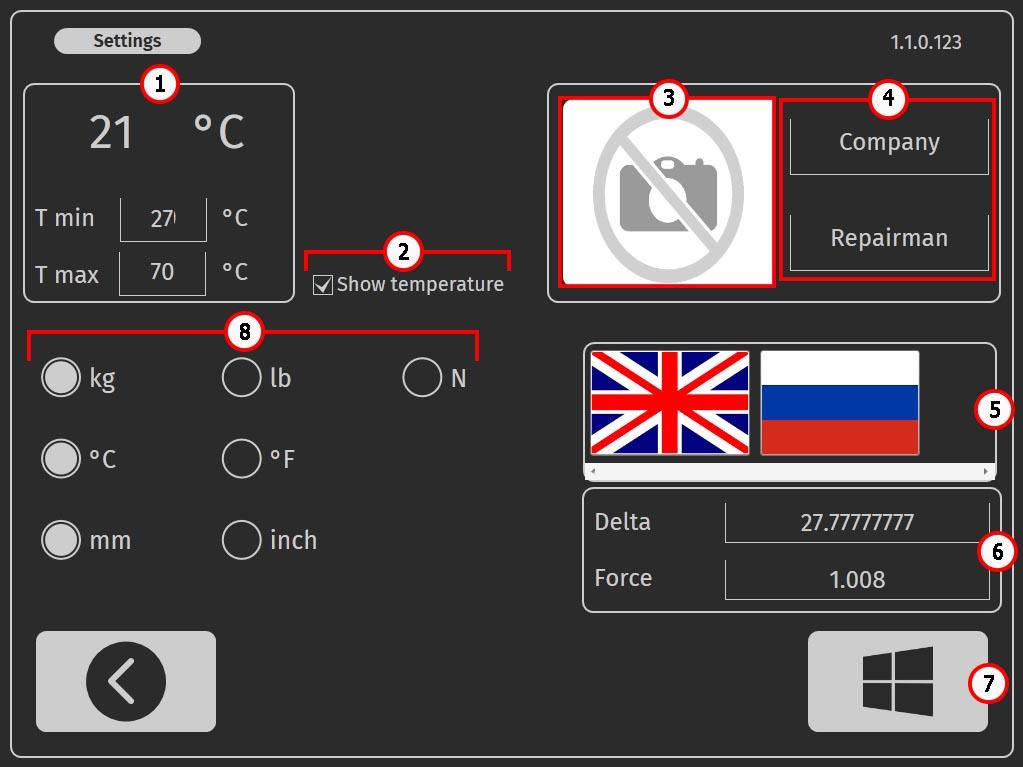 Settings
1.1.0.123
1
21 °C
T min 27 °C
T max 70 °C
2
Show temperature
3
4
Company
Repairman
8
kg lb N
°C °F
mm inch
5
Delta 27.77777777
Force 1.008
6
7